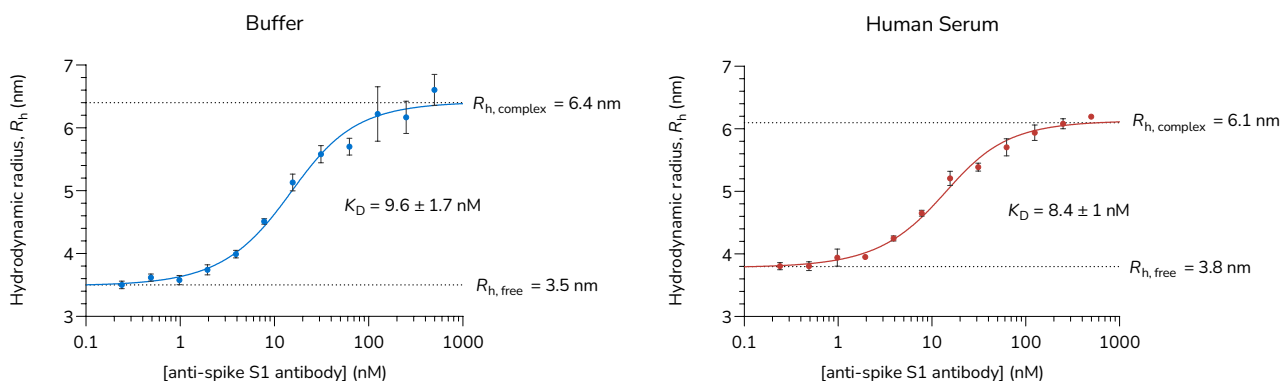 Buffer
7
6
5
4
3
Hydrodynamic radius, Rh (nm)
Rh, complex = 6.4 nm
KD = 9.6 ± 1.7 nM
Rh, free = 3.5 nm
0.1 1 10 100 1000
[anti-spike S1 antibody] (nM)
Human Serum
7
6
5
4
3
Hydrodynamic radius, Rh (nm)
Rh, complex = 6.1 nm
KD = 8.4 ± 1 nM
Rh, free = 3.8 nm
0.1 1 10 100 1000
[anti-spike S1 antibody] (nM)